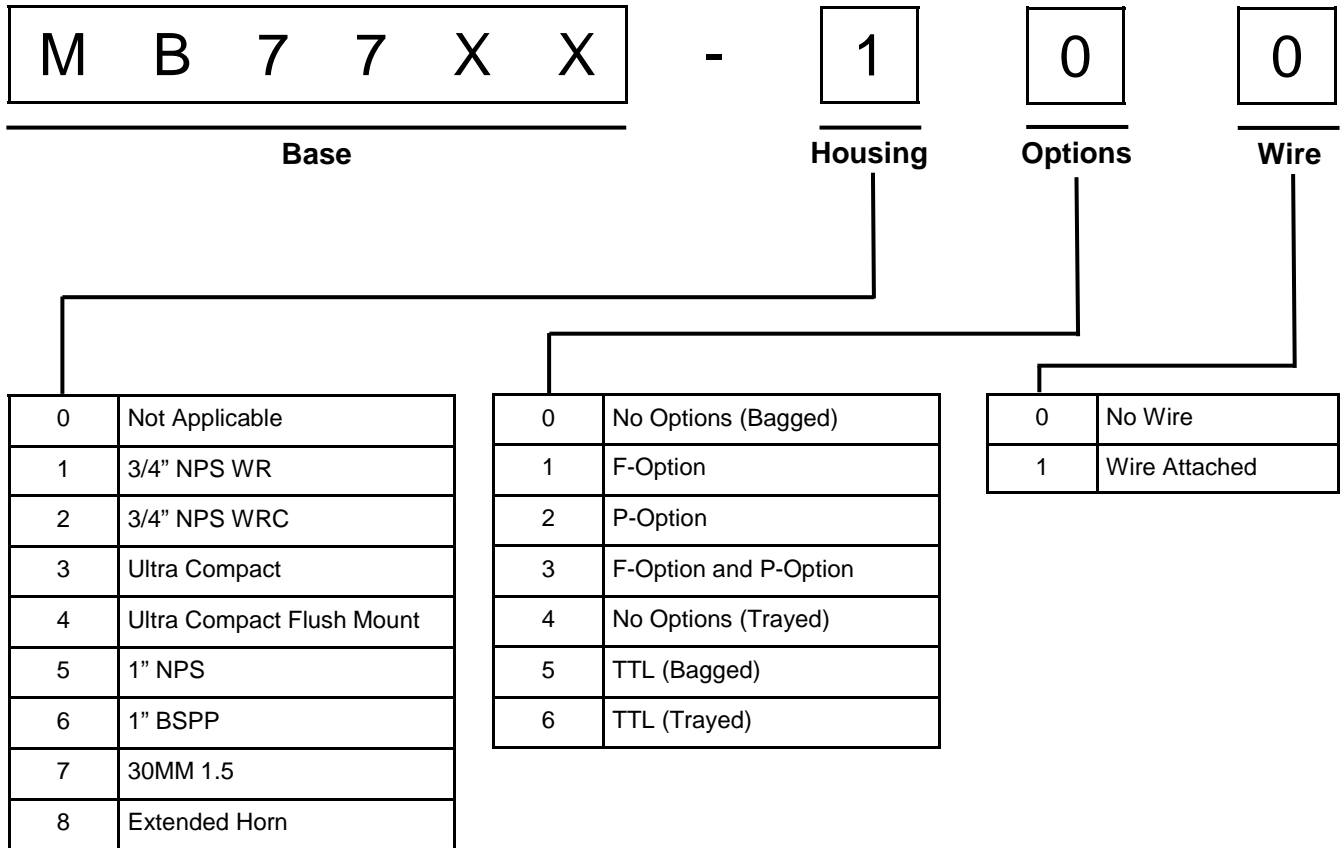 M B 7 7 X X - 1 0 0
Base Housing Options Wire
0 Not Applicable
1 3/4” NPS WR
2 3/4” NPS WRC
3 Ultra Compact
4 Ultra Compact Flush Mount
5 1” NPS
6 1” BSPP
7 30MM 1.5
8 Extended Horn
0 No Options (Bagged)
1 F-Option
2 P-Option
3 F-Option and P-Option
4 No Options (Trayed)
5 TTL (Bagged)
6 TTL (Trayed)
0 No Wire
1 Wire Attached